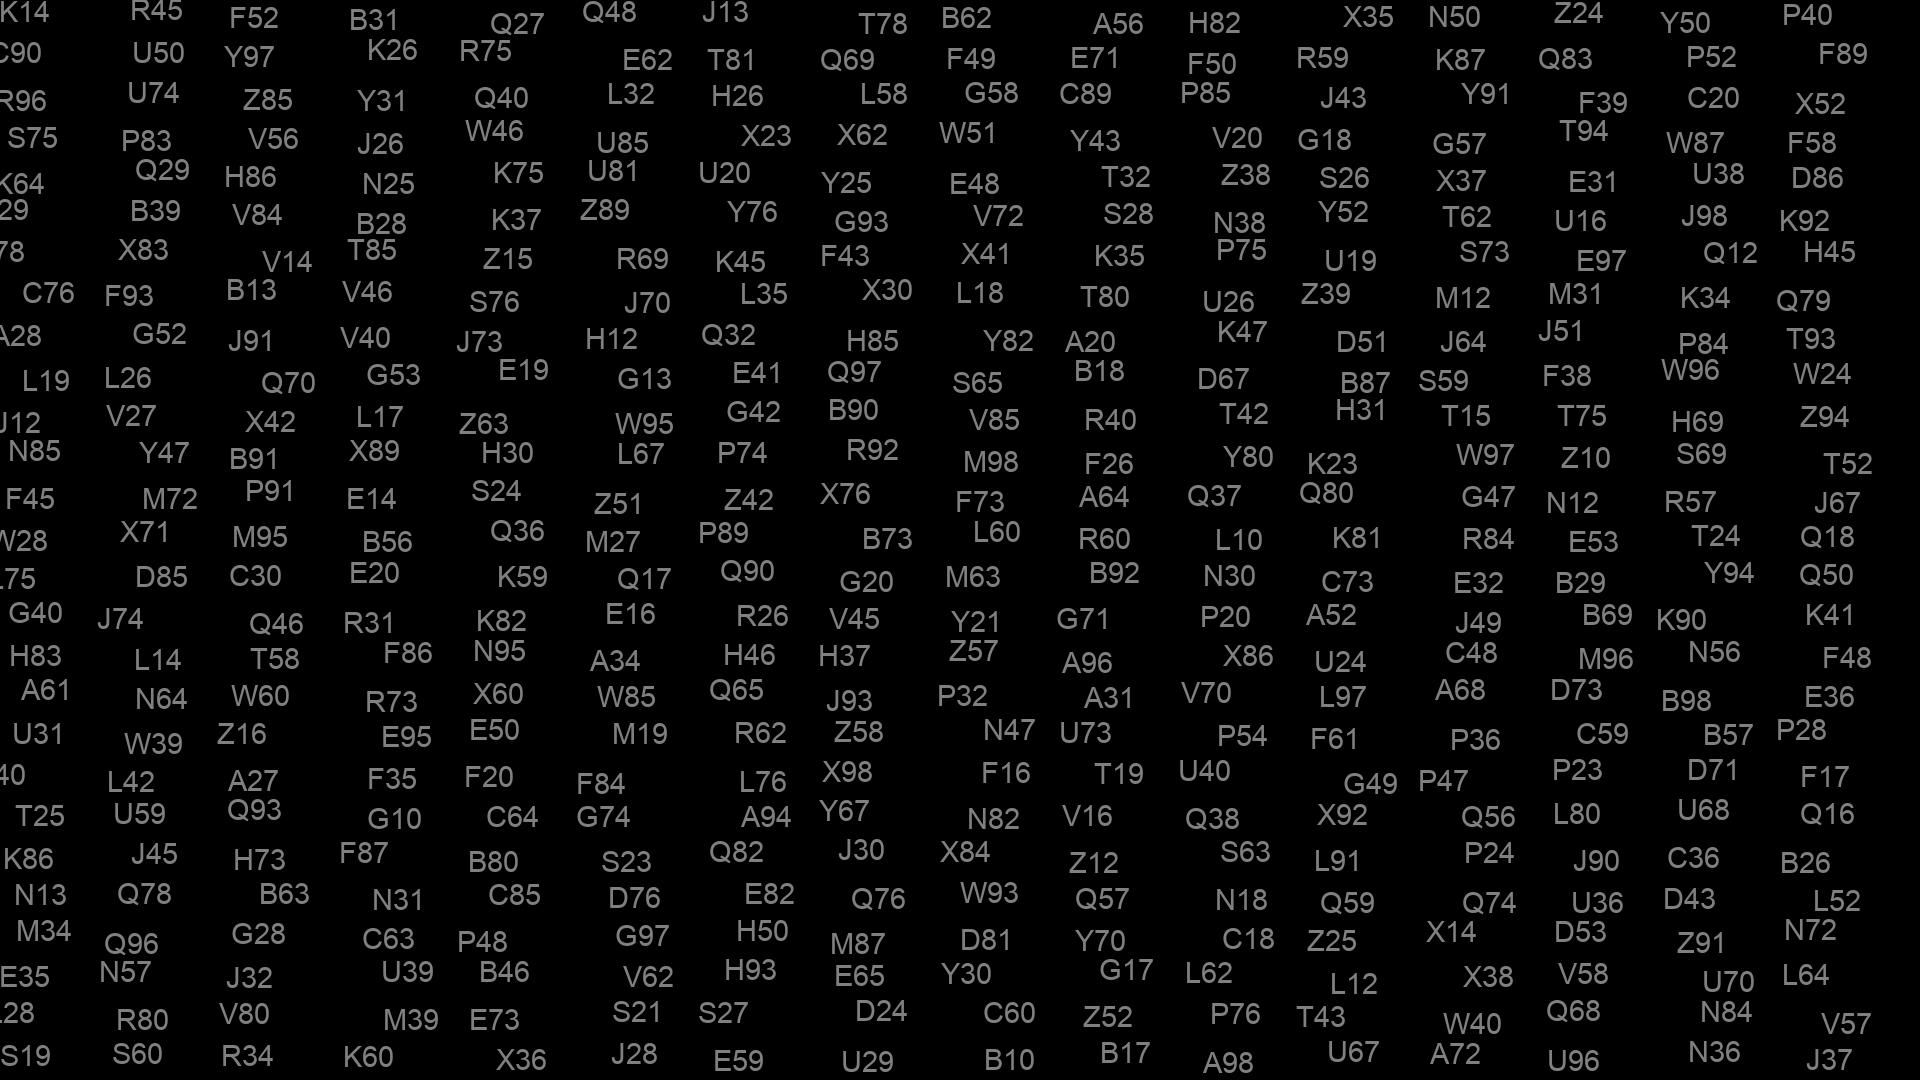 K14 R45 F52 B31 Q27 Q48 J13 T78 B62 A56 H82 X35 N50 Z24 Y50 P40
C90 U50 Y97 K26 R75 E62 T81 Q69 F49 E71 F50 R59 K87 Q83 P52 F89
R96 U74 Z85 Y31 Q40 L32 H26 L58 G58 C89 P85 J43 Y91 F39 C20 X52
S75 P83 V56 J26 W46 U85 X23 X62 W51 Y43 V20 G18 G57 T94 W87 F58
K64 Q29 H86 N25 K75 U81 U20 Y25 E48 T32 Z38 S26 X37 E31 U38 D86
29 B39 V84 B28 K37 Z89 Y76 G93 V72 S28 N38 Y52 T62 U16 J98 K92
78 X83 V14 T85 Z15 R69 K45 F43 X41 K35 P75 U19 S73 E97 Q12 H45
C76 F93 B13 V46 S76 J70 L35 X30 L18 T80 U26 Z39 M12 M31 K34 Q79
A28 G52 J91 V40 J73 H12 Q32 H85 Y82 A20 K47 D51 J64 J51 P84 T93
L19 L26 Q70 G53 E19 G13 E41 Q97 S65 B18 D67 B87 S59 F38 W96 W24
J12 V27 X42 L17 Z63 W95 G42 B90 V85 R40 T42 H31 T15 T75 H69 Z94
N85 Y47 B91 X89 H30 L67 P74 R92 M98 F26 Y80 K23 W97 Z10 S69 T52
F45 M72 P91 E14 S24 Z51 Z42 X76 F73 A64 Q37 Q80 G47 N12 R57 J67
W28 X71 M95 B56 Q36 M27 P89 B73 L60 R60 L10 K81 R84 E53 T24 Q18
75 D85 C30 E20 K59 Q17 Q90 G20 M63 B92 N30 C73 E32 B29 Y94 Q50
G40 J74 Q46 R31 K82 E16 R26 V45 Y21 G71 P20 A52 J49 B69 K90 K41
H83 L14 T58 F86 N95 A34 H46 H37 Z57 A96 X86 U24 C48 M96 N56 F48
A61 N64 W60 R73 X60 W85 Q65 J93 P32 A31 V70 L97 A68 D73 B98 E36
U31 W39 Z16 E95 E50 M19 R62 Z58 N47 U73 P54 F61 P36 C59 B57 P28
40 L42 A27 F35 F20 F84 L76 X98 F16 T19 U40 G49 P47 P23 D71 F17
T25 U59 Q93 G10 C64 G74 A94 Y67 N82 V16 Q38 X92 Q56 L80 U68 Q16
K86 J45 H73 F87 B80 S23 Q82 J30 X84 Z12 S63 L91 P24 J90 C36 B26
N13 Q78 B63 N31 C85 D76 E82 Q76 W93 Q57 N18 Q59 Q74 U36 D43 L52
M34 Q96 G28 C63 P48 G97 H50 M87 D81 Y70 C18 Z25 X14 D53 Z91 N72
E35 N57 J32 U39 B46 V62 H93 E65 Y30 G17 L62 L12 X38 V58 U70 L64
28 R80 V80 M39 E73 S21 S27 D24 C60 Z52 P76 T43 W40 Q68 N84 V57
S19 S60 R34 K60 X36 J28 E59 U29 B10 B17 A98 U67 A72 U96 N36 J37